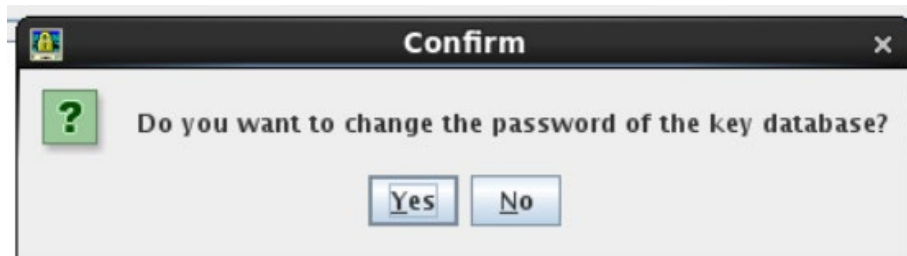 Confirm
Do you want to change the password of the key database?
Yes No